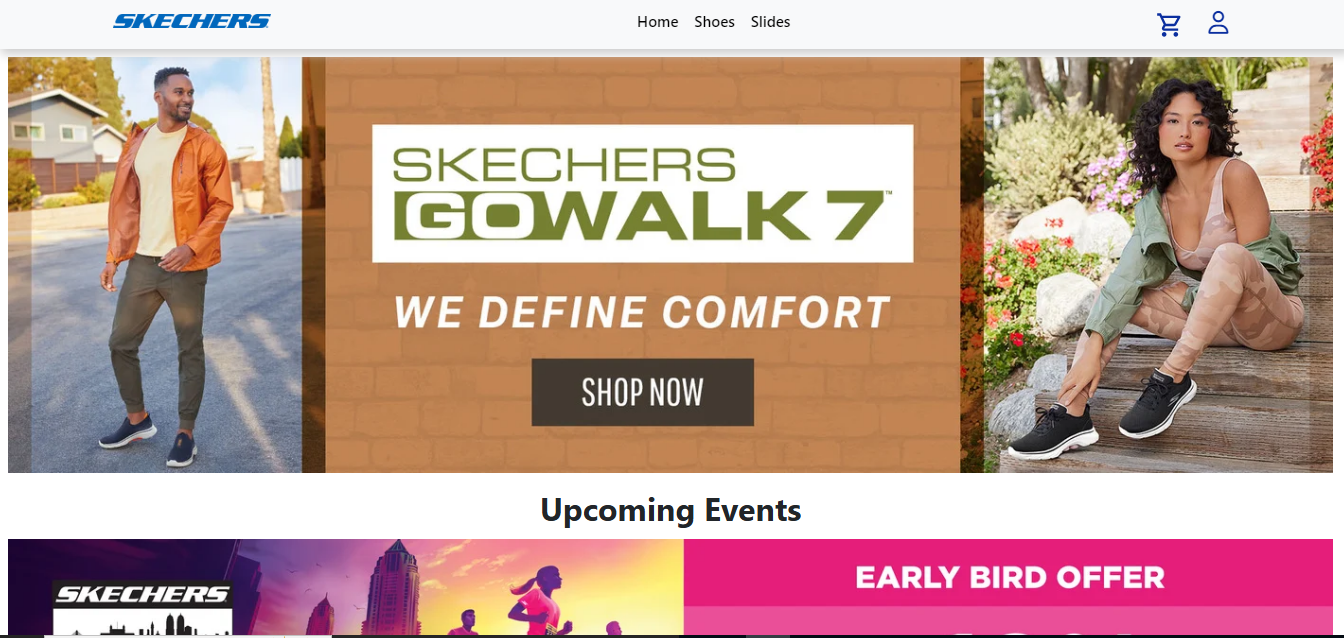 SKECHERS
Home Shoes Slides
SKECHERS
GOWALK 7™
WE DEFINE COMFORT
SHOP NOW
Upcoming Events
SKECHERS
EARLY BIRD OFFER